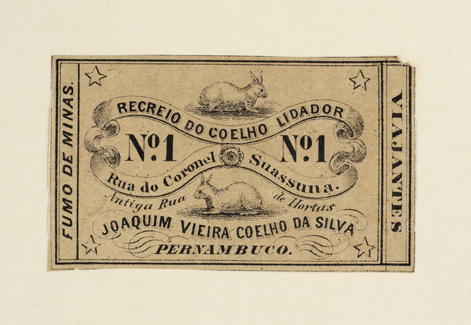 FUMO DE MINAS.
RECREIO DO COELHO LIDADOR
Nº.1 Nº.1
Rua do Coronel Suassuna.
Antiga Rua de Hortas
JOAQUIM VIEIRA COELHO DA SILVA
PERNAMBUCO.
VIAJANTES